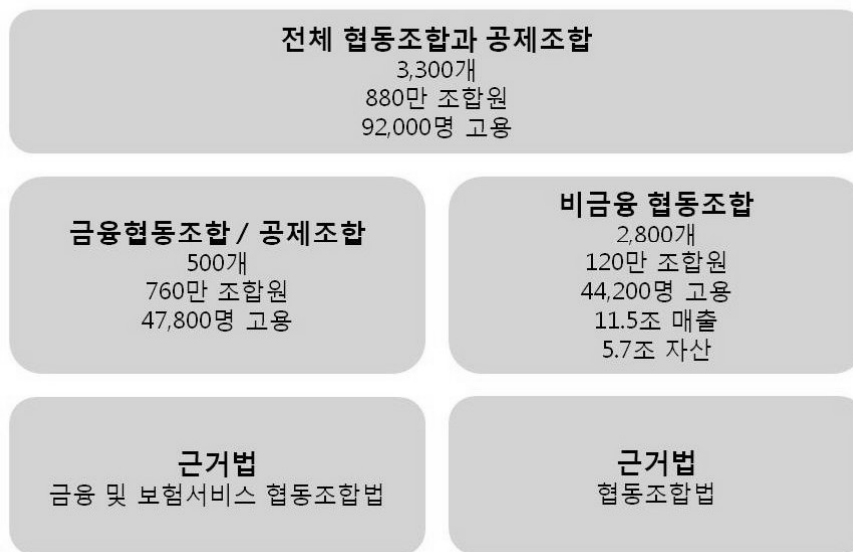 전체 협동조합과 공제조합
3,300개
880만 조합원
92,000명 고용
금융협동조합 / 공제조합
500개
760만 조합원
47,800명 고용
비금융 협동조합
2,800개
120만 조합원
44,200명 고용
11.5조 매출
5.7조 자산
근거법
금융 및 보험서비스 협동조합법
근거법
협동조합법